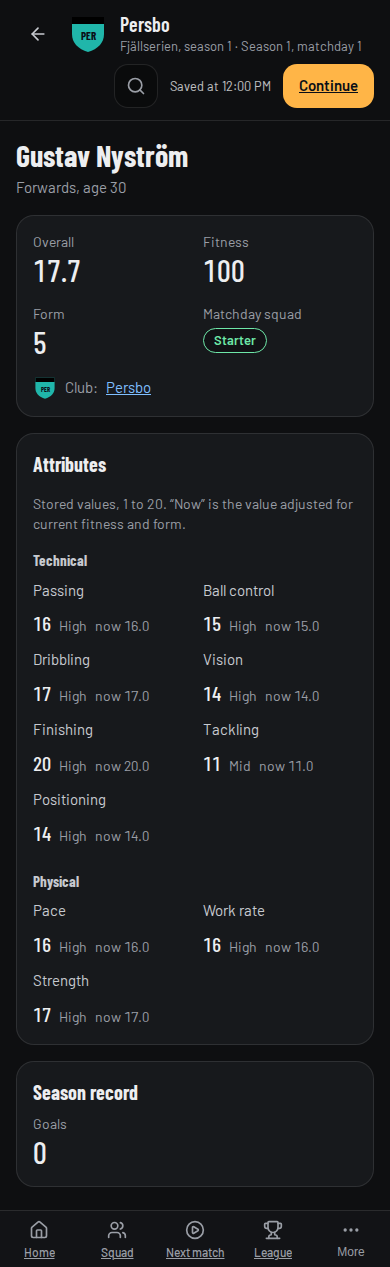 PER
Persbo
Fjällserien, season 1 · Season 1, matchday 1
Saved at 12:00 PM
Continue
Gustav Nyström
Forwards, age 30
Overall
Fitness
17.7
100
Form
Matchday squad
5
Starter
PER
Club: Persbo
Attributes
Stored values, 1 to 20. “Now” is the value adjusted for
current fitness and form.
Technical
Passing
Ball control
16 High now 16.0
15 High now 15.0
Dribbling
Vision
17 High now 17.0
14 High now 14.0
Finishing
Tackling
20 High now 20.0
11 Mid now 11.0
Positioning
14 High now 14.0
Physical
Pace
Work rate
16 High now 16.0
16 High now 16.0
Strength
17 High now 17.0
Season record
Goals
0
Home
Squad
Next match
League
More